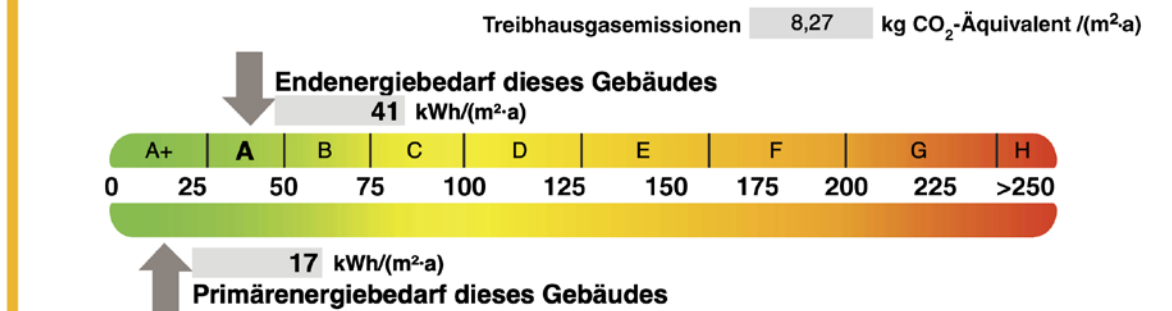 Treibhausgasemissionen 8,27 kg CO₂-Äquivalent /(m²·a)
Endenergiebedarf dieses Gebäudes
41 kWh/(m²·a)
A+ A B C D E F G H
0 25 50 75 100 125 150 175 200 225 >250
17 kWh/(m²·a)
Primärenergiebedarf dieses Gebäudes